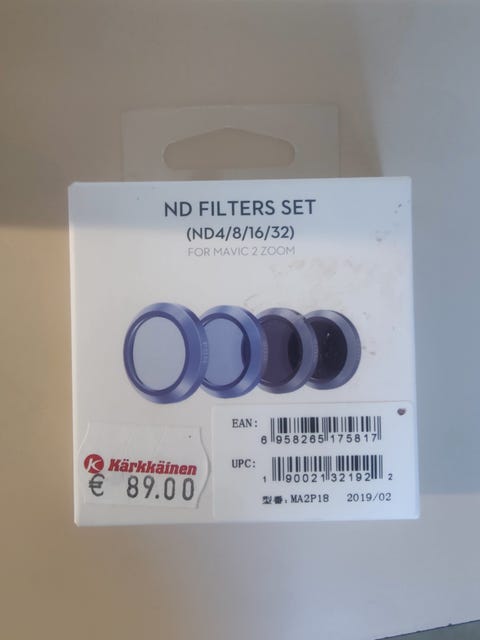 ND FILTERS SET
(ND4/8/16/32)
FOR MAVIC 2 ZOOM
EAN:
6 958265 175817
UPC:
1 90021 32192 2
型号：MA2P18 2019/02
K Kärkkäinen
€ 89.00